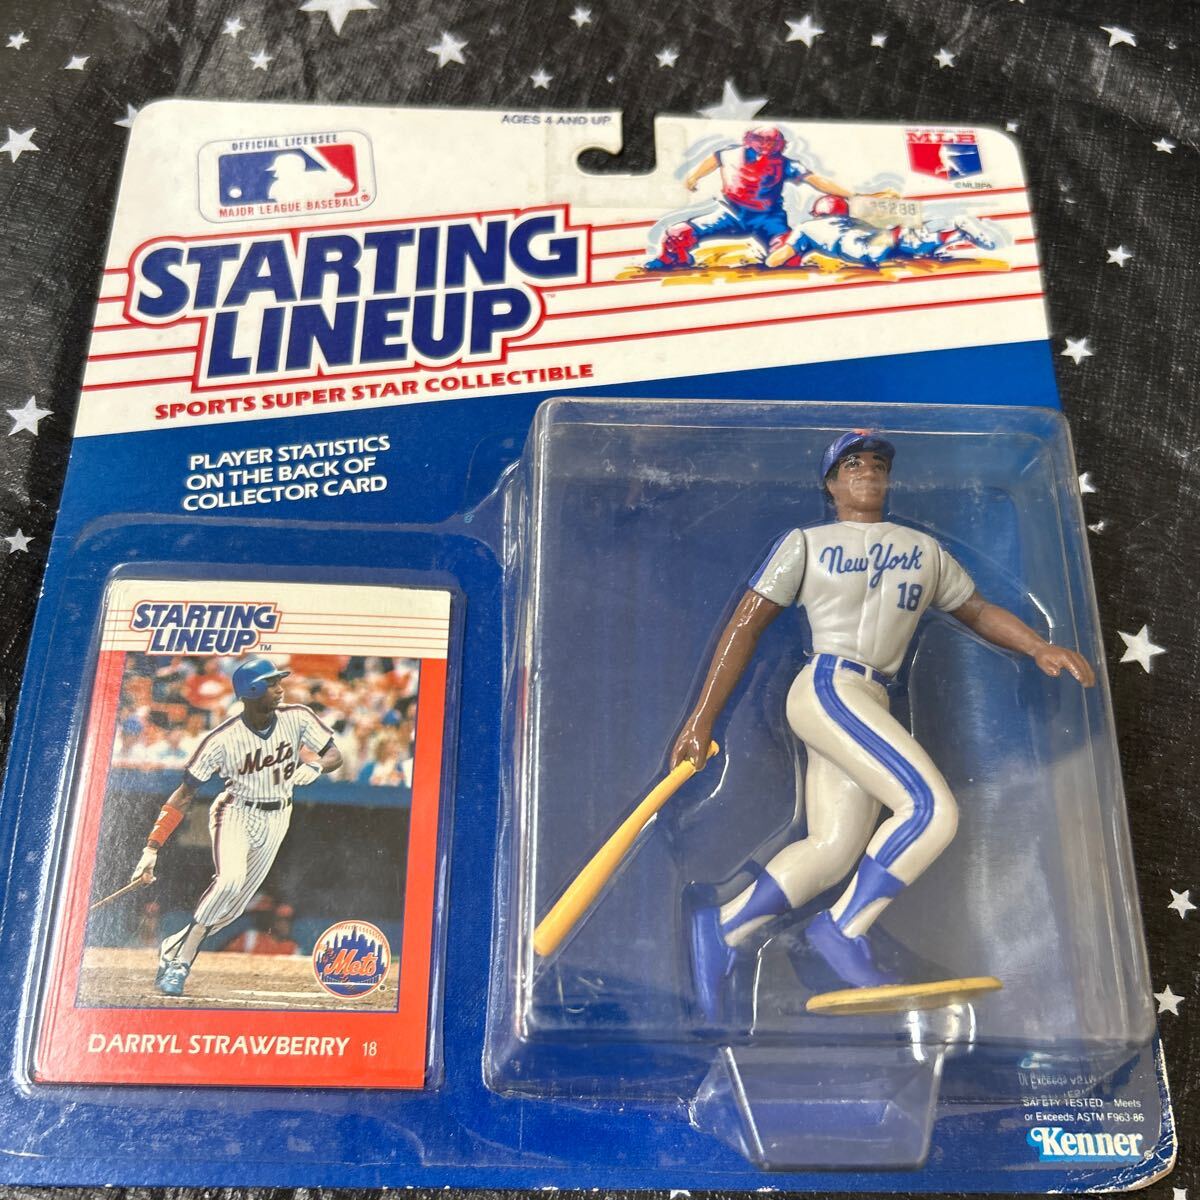 AGES 4 AND UP
OFFICIAL LICENSEE
MAJOR LEAGUE BASEBALL®
MLB
©MLBPA
STARTING
LINEUP™
SPORTS SUPER STAR COLLECTIBLE
PLAYER STATISTICS
ON THE BACK OF
COLLECTOR CARD
STARTING
LINEUP™
Mets
18
Mets
DARRYL STRAWBERRY 18
New York
18
SAFETY TESTED – Meets
or Exceeds ASTM F963-86
Kenner®